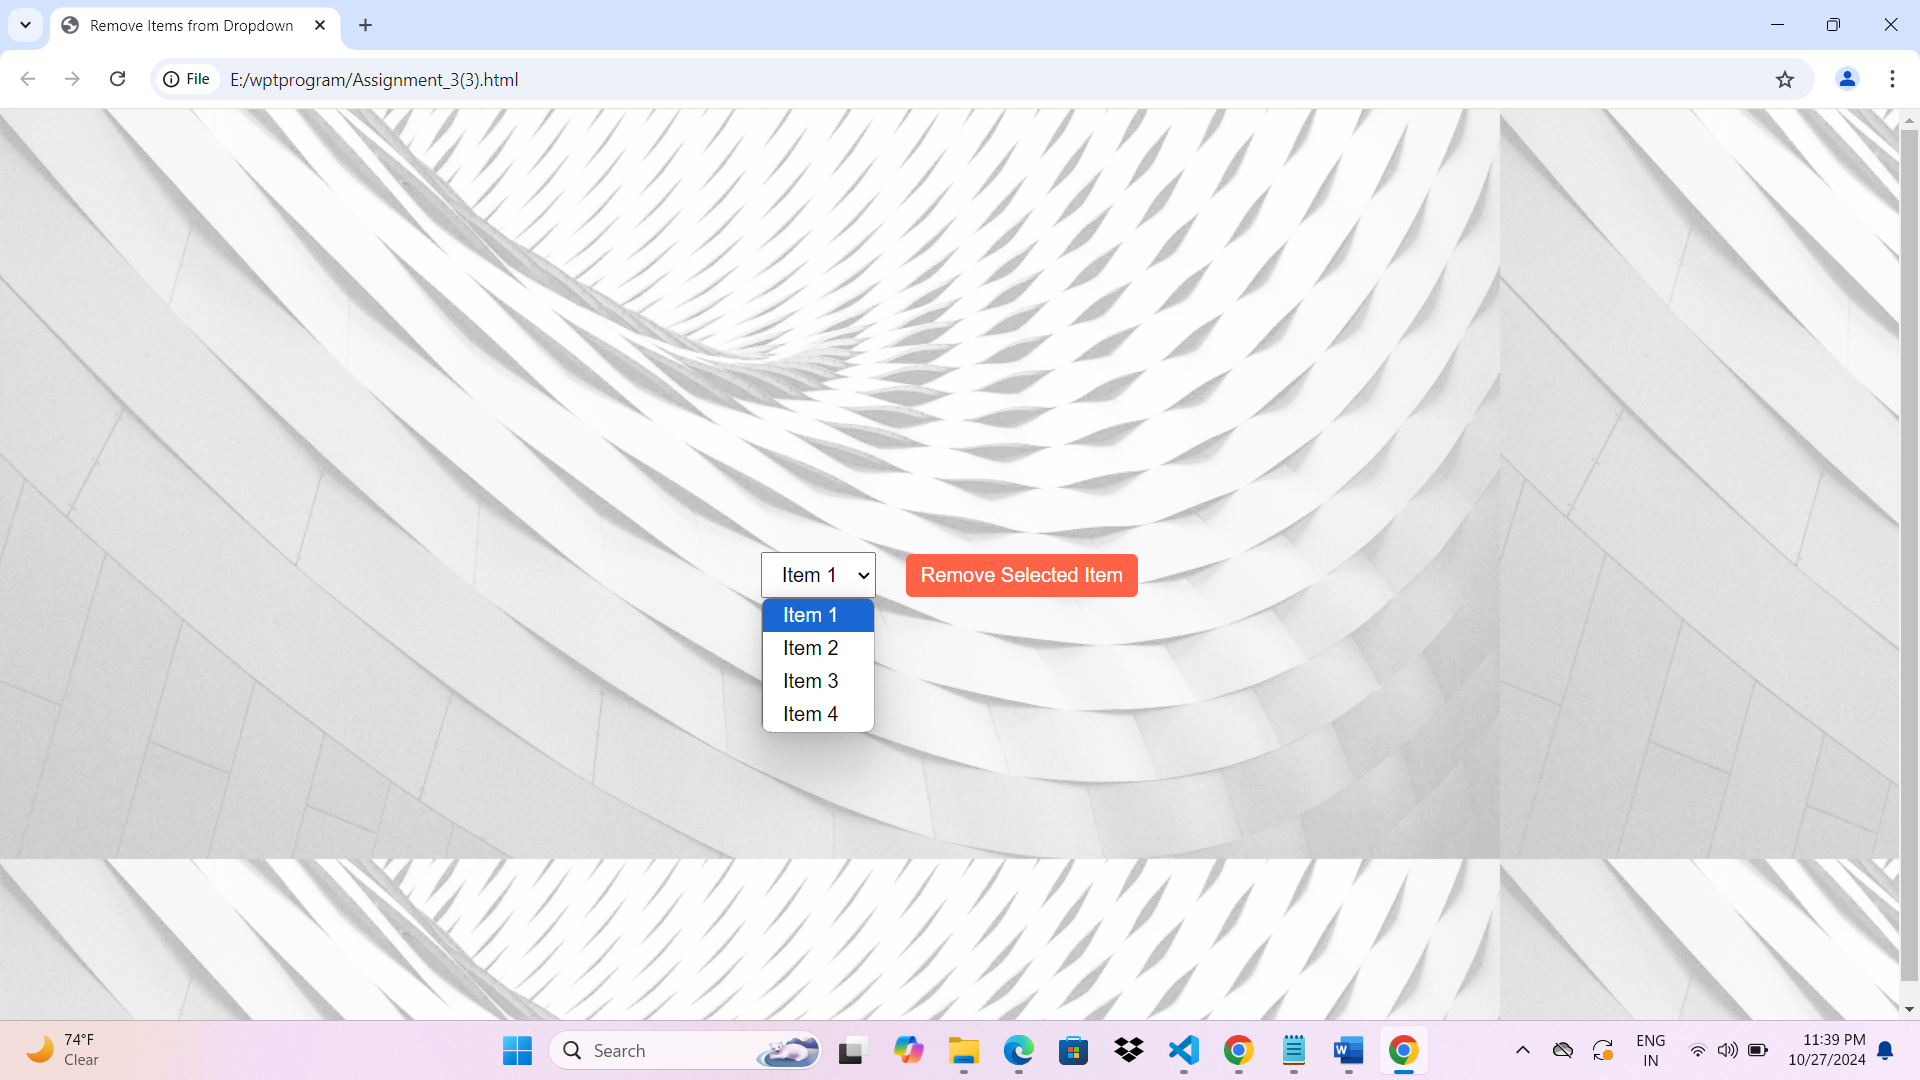 Remove Items from Dropdown
File
E:/wptprogram/Assignment_3(3).html
Item 1
Remove Selected Item
Item 1
Item 2
Item 3
Item 4
74°F
Clear
Search
W
ENG
IN
11:39 PM
10/27/2024